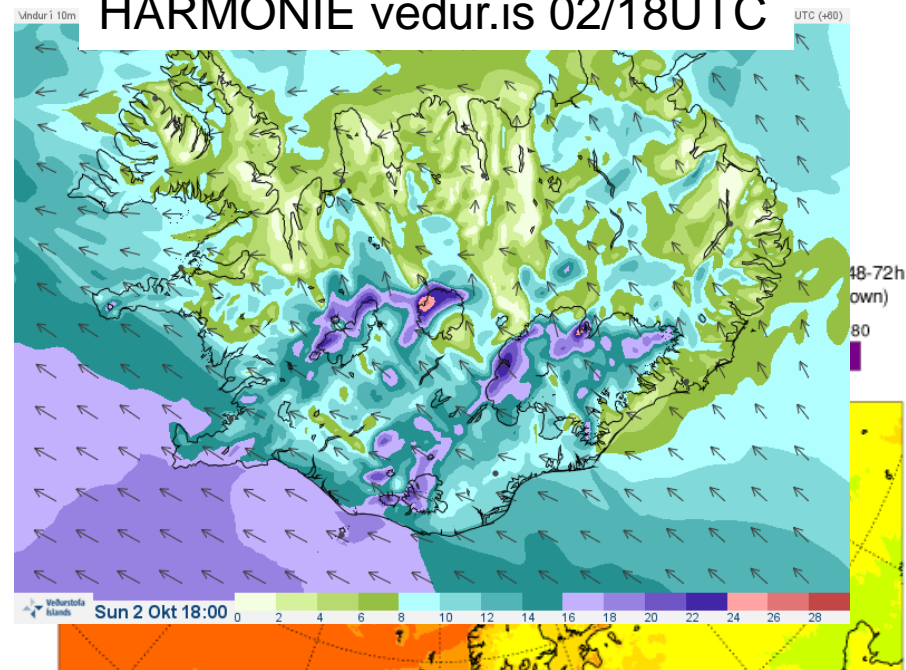 HARMONIE vedur.is 02/18UTC
Vindur í 10m
UTC (+60)
48-72h
own)
80
Veðurstofa
Íslands
Sun 2 Okt 18:00
0 2 4 6 8 10 12 14 16 18 20 22 24 26 28